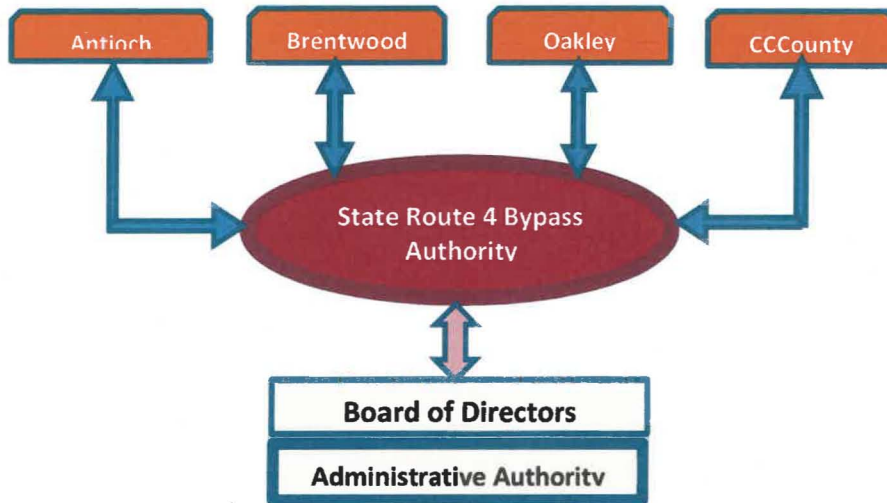 Antioch
Brentwood
Oakley
CCCounty
State Route 4 Bypass
Authority
Board of Directors
Administrative Authority